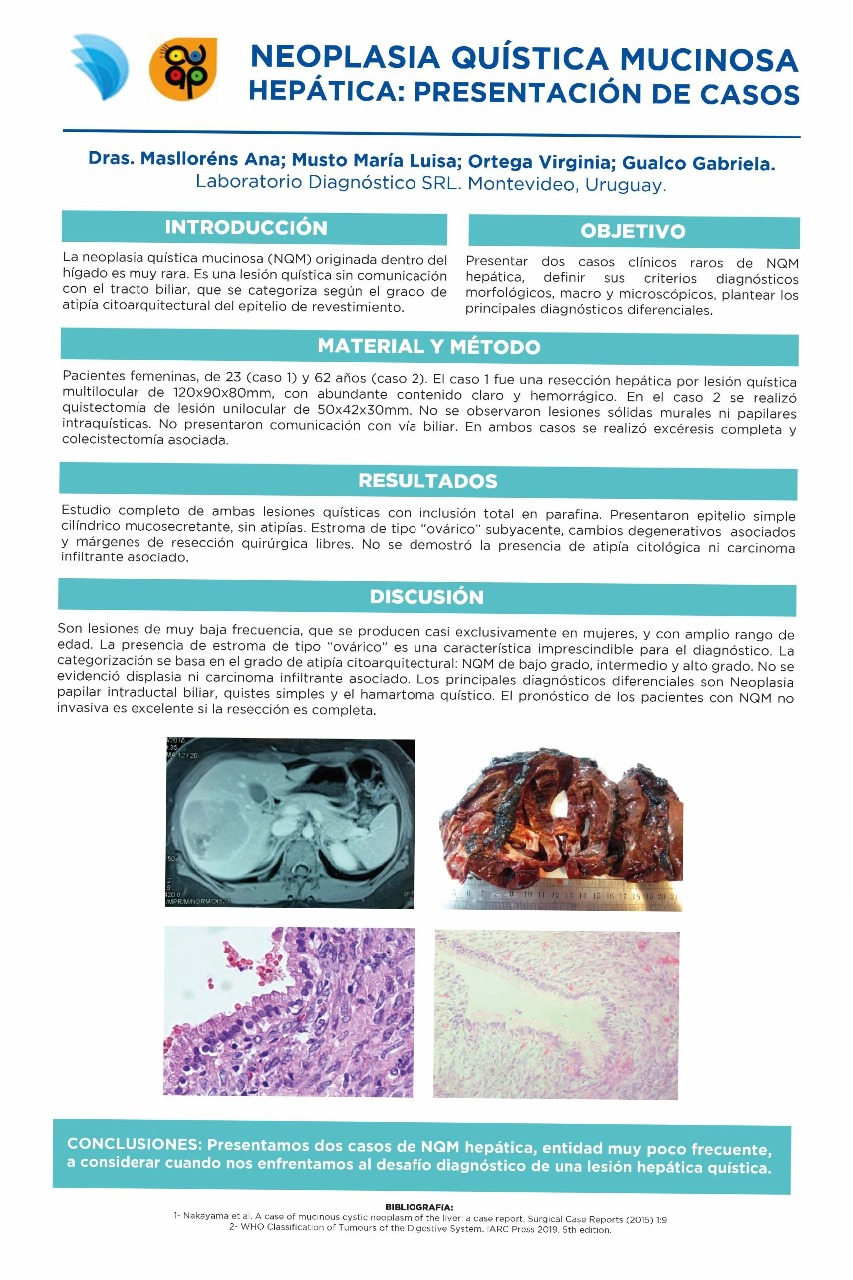 NEOPLASIA QUÍSTICA MUCINOSA
HEPÁTICA: PRESENTACIÓN DE CASOS
Dras. Maslloréns Ana; Musto María Luisa; Ortega Virginia; Gualco Gabriela.
Laboratorio Diagnóstico SRL. Montevideo, Uruguay.
INTRODUCCIÓN
La neoplasia quística mucinosa (NQM) originada dentro del
hígado es muy rara. Es una lesión quística sin comunicación
con el tracto biliar, que se categoriza según el graco de
atipía citoarquitectural del epitelio de revestimiento.
OBJETIVO
Presentar dos casos clínicos raros de NQM
hepática, definir sus criterios diagnósticos
morfológicos, macro y microscópicos, plantear los
principales diagnósticos diferenciales.
MATERIAL Y MÉTODO
Pacientes femeninas, de 23 (caso 1) y 62 años (caso 2). El caso 1 fue una resección hepática por lesión quística
multilocular de 120x90x80mm, con abundante contenido claro y hemorrágico. En el caso 2 se realizó
quistectomía de lesión unilocular de 50x42x30mm. No se observaron lesiones sólidas murales ni papilares
intraquísticas. No presentaron comunicación con vía biliar. En ambos casos se realizó excéresis completa y
colecistectomía asociada.
RESULTADOS
Estudio completo de ambas lesiones quísticas con inclusión total en parafina. Presentaron epitelio simple
cilíndrico mucosecretante, sin atipías. Estroma de tipo “ovárico” subyacente, cambios degenerativos asociados
y márgenes de resección quirúrgica libres. No se demostró la presencia de atipía citológica ni carcinoma
infiltrante asociado.
DISCUSIÓN
Son lesiones de muy baja frecuencia, que se producen casi exclusivamente en mujeres, y con amplio rango de
edad. La presencia de estroma de tipo “ovárico” es una característica imprescindible para el diagnóstico. La
categorización se basa en el grado de atipía citoarquitectural: NQM de bajo grado, intermedio y alto grado. No se
evidenció displasia ni carcinoma infiltrante asociado. Los principales diagnósticos diferenciales son Neoplasia
papilar intraductal biliar, quistes simples y el hamartoma quístico. El pronóstico de los pacientes con NQM no
invasiva es excelente si la resección es completa.
CONCLUSIONES: Presentamos dos casos de NQM hepática, entidad muy poco frecuente,
a considerar cuando nos enfrentamos al desafío diagnóstico de una lesión hepática quística.
BIBLIOGRAFÍA:
1- Nakayama et al. A case of mucinous cystic neoplasm of the liver: a case report. Surgical Case Reports (2015) 1:9
2- WHO Classification of Tumours of the Digestive System. IARC Press 2019. 5th edition.